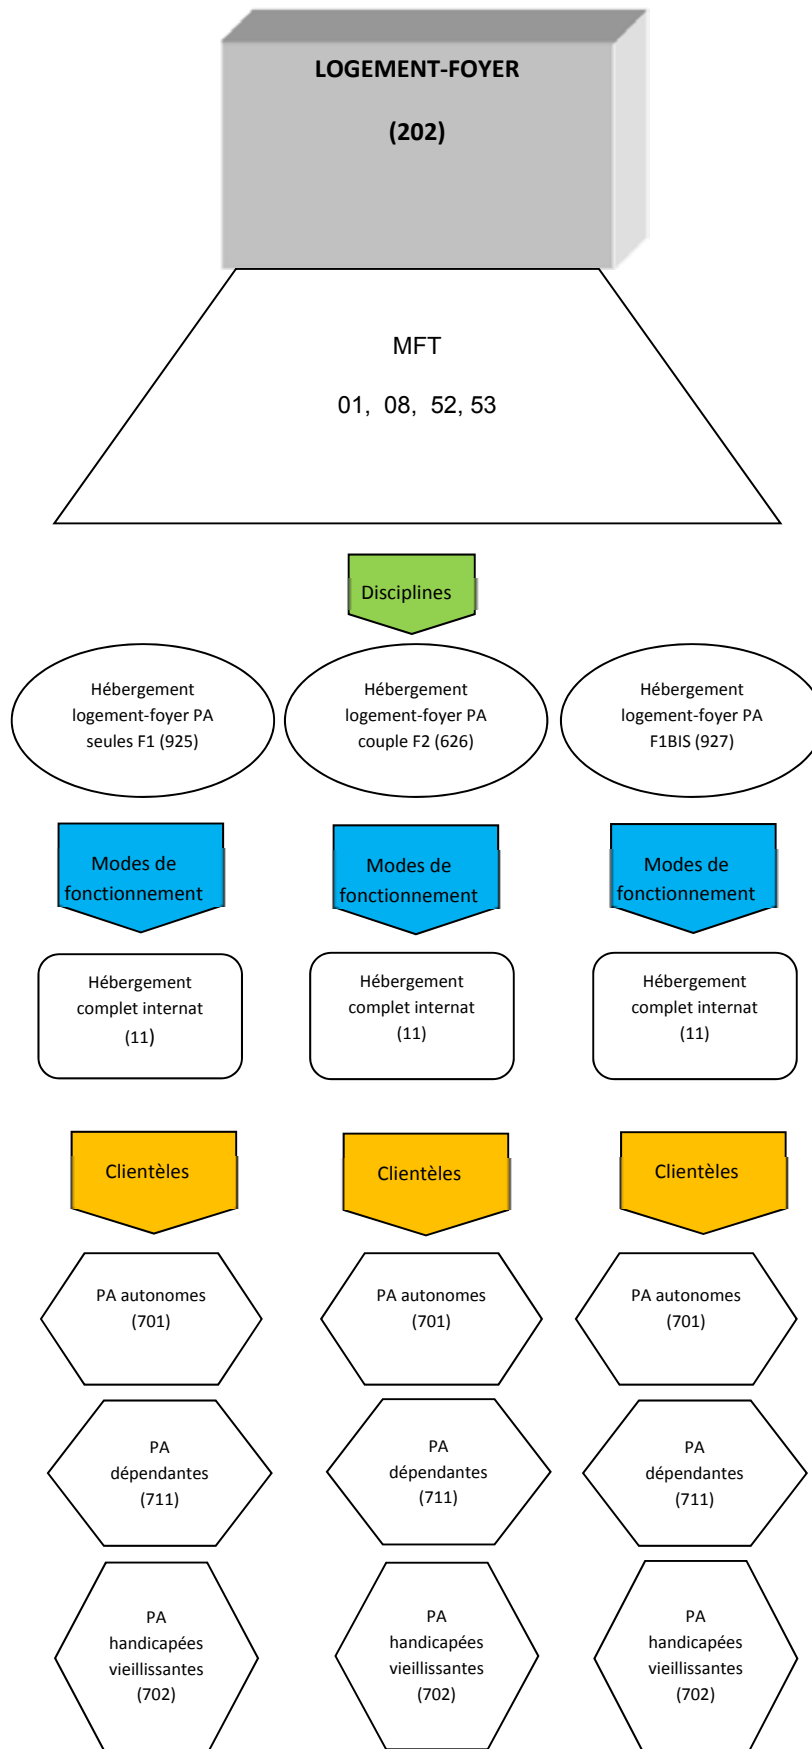 LOGEMENT-FOYER
(202)
MFT
01, 08, 52, 53
Disciplines
Hébergement
logement-foyer PA
seules F1 (925)
Hébergement
logement-foyer PA
couple F2 (626)
Hébergement
logement-foyer PA
F1BIS (927)
Modes de
fonctionnement
Modes de
fonctionnement
Modes de
fonctionnement
Hébergement
complet internat
(11)
Hébergement
complet internat
(11)
Hébergement
complet internat
(11)
Clientèles
Clientèles
Clientèles
PA autonomes
(701)
PA autonomes
(701)
PA autonomes
(701)
PA
dépendantes
(711)
PA
dépendantes
(711)
PA
dépendantes
(711)
PA
handicapées
vieillissantes
(702)
PA
handicapées
vieillissantes
(702)
PA
handicapées
vieillissantes
(702)